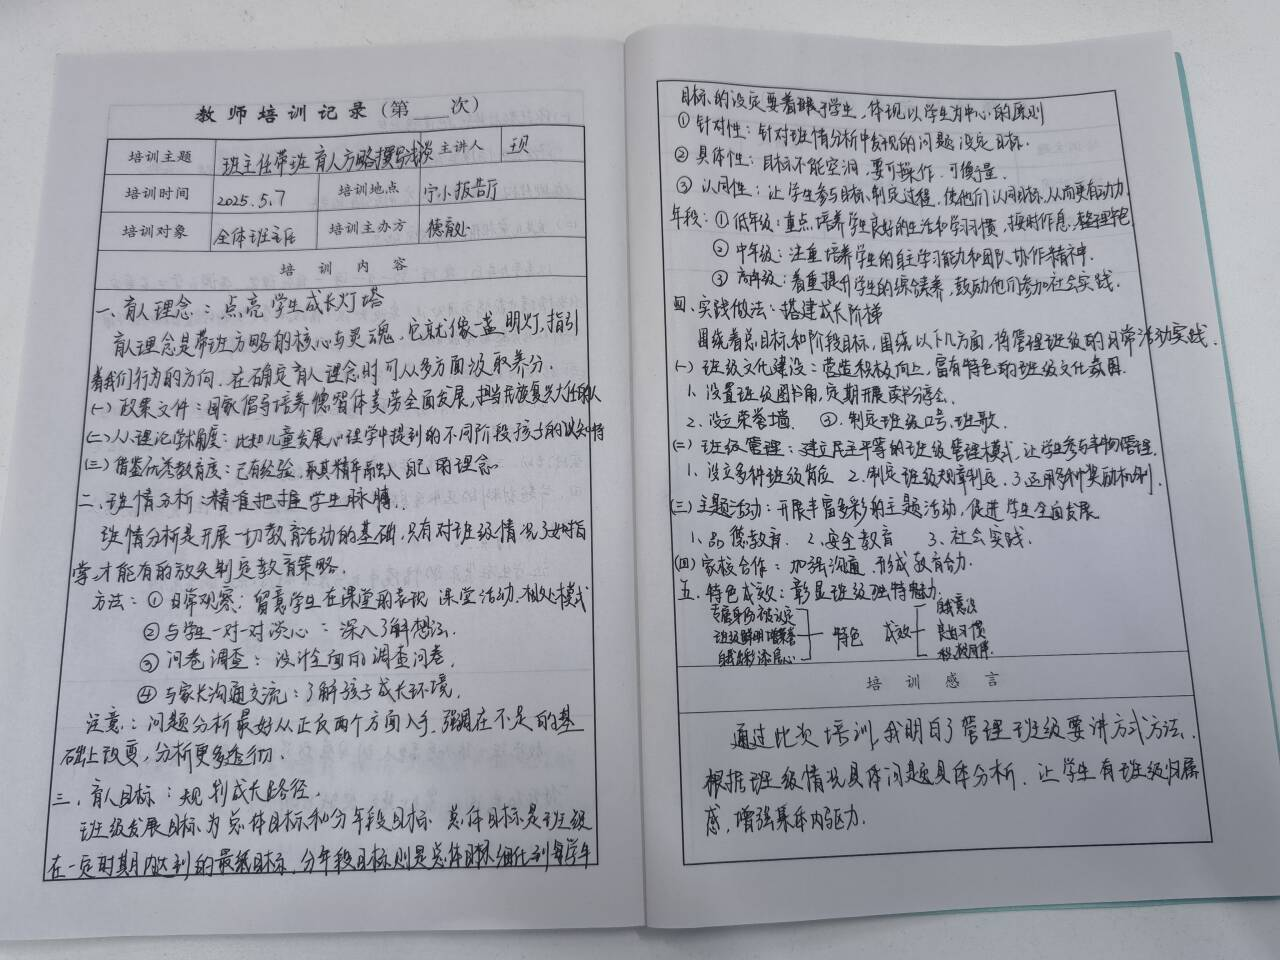 教师培训记录(第 次)
培训主题 班主任带班育人方略撰写浅谈 主讲人
培训时间 2025.5.7 培训地点 宁小报告厅
培训对象 全体班主任 培训主办方 德育处
培训内容
一、育人理念：点亮学生成长灯塔
育人理念是带班方略的核心与灵魂，它就像一盏明灯，指引
着我们行为的方向。在确定育人理念时可从多方面汲取养分。
(一) 政策文件：国家倡导培养德智体美劳全面发展，担当民族复兴大任的人
(二) 从理论学术角度：比如儿童发展心理学中提到的不同阶段孩子的认知特
(三) 借鉴优秀教育度：已有经验，取其精华融入自己的理念
二、班情分析：精准把握学生脉膊。
班情分析是开展一切教育活动的基础，只有对班级情况了如指
掌，才能有的放矢制定教育策略。
方法：① 日常观察：留意学生在课堂的表现 课堂活动、相处模式
② 与学生一对一对谈心：深入了解想法.
③ 问卷调查：设计全面的调查问卷.
④ 与家长沟通交流：了解孩子成长环境.
注意：问题分析最好从正反两个方面入手，强调在不足的基
础上改变，分析更多透彻.
三、育人目标：规划成长路径.
班级发展目标为总体目标和分年段目标 总体目标是班级
在一定时期内达到的最终目标，分年段目标则是总体目标细化到每学年
目标的设定要着眼于学生，体现以学生为中心的原则
① 针对性：针对班情分析中发现的问题设定目标.
② 具体性：目标不能空洞，要可操作，可衡量.
③ 认同性：让学生参与目标制定过程，使他们认同目标，从而更有动力.
年段：① 低年级：重点培养学生良好的生活和学习惯，按时作息，整理书包
② 中年级：注重培养学生的自主学习能力和团队协作精神.
③ 高年级：着重提升学生的综合素养，鼓励他们参加社会实践.
四、实践做法：搭建成长阶梯
围绕着总目标和阶段目标，围绕以下几方面，将管理班级的日常活动实践.
(一) 班级文化建设：营造积极向上，富有特色的班级文化氛围.
1. 设置班级图书角，定期开展读书分享会.
2. 设立荣誉墙. ③. 制定班级口号、班歌.
(二) 班级管理：建立民主平等的班级管理模式，让学生参与事物管理.
1. 设立多种班级岗位 2. 制定班级规章制度. 3. 运用多种奖励机制.
(三) 主题活动：开展丰富多彩的主题活动，促进学生全面发展
1. 品德教育. 2. 安全教育 3. 社会实践.
(四) 家校合作：加强沟通，形成教育合力.
五、特色成效：彰显班级独特魅力.
班级鲜明增荣誉 特色 成效 良好习惯
培训感言
通过此次培训，我明白了管理班级要讲方式方法.
根据班级情况具体问题具体分析，让学生有班级归属
感，增强集体内驱力.